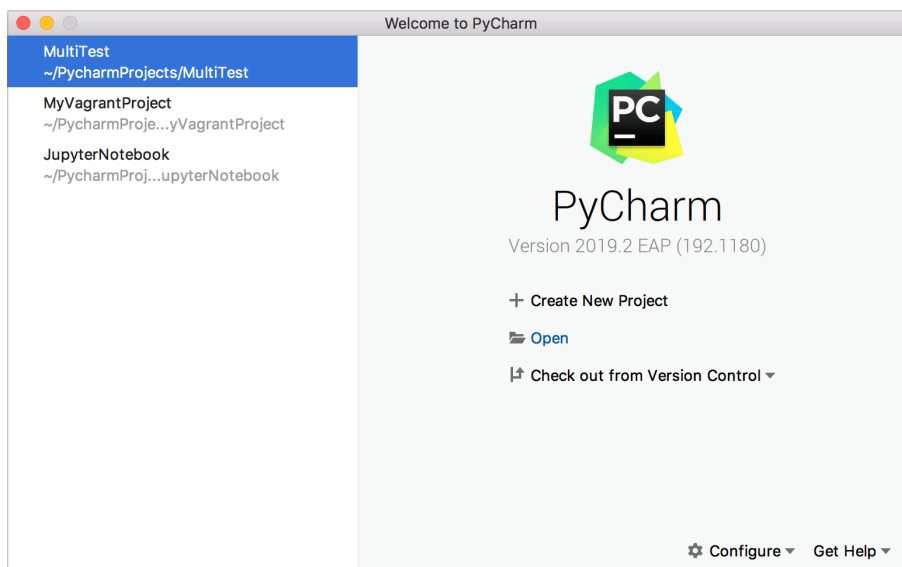 Welcome to PyCharm
MultiTest
~/PycharmProjects/MultiTest
MyVagrantProject
~/PycharmProje...yVagrantProject
JupyterNotebook
~/PycharmProj...upyterNotebook
PC
PyCharm
Version 2019.2 EAP (192.1180)
Create New Project
Open
Check out from Version Control
Configure
Get Help